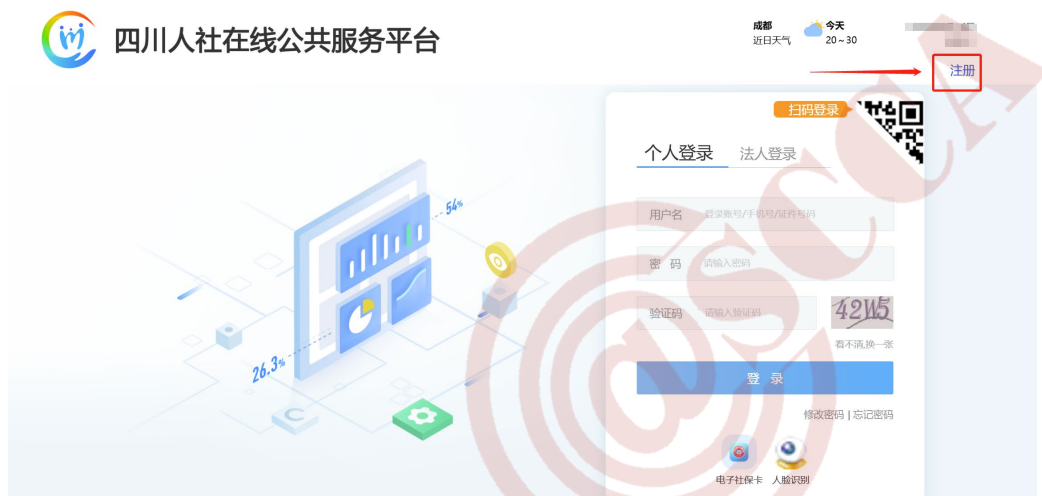 四川人社在线公共服务平台
成都
近日天气
今天
20~30
注册
扫码登录
个人登录 法人登录
用户名 登录账号/手机号/证件号码
密 码 请输入密码
验证码 请输入验证码 42W5
看不清,换一张
登 录
修改密码 | 忘记密码
电子社保卡 人脸识别
54%
26.3%
@SCCA